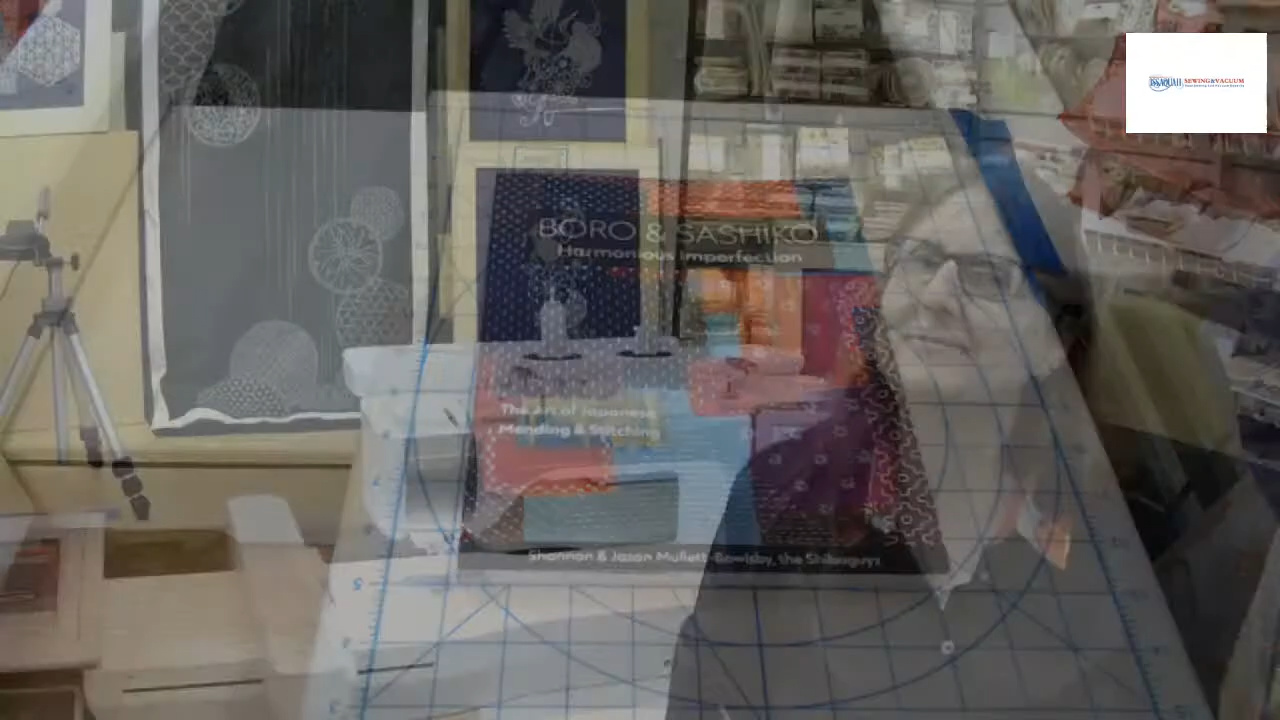 ISSAQUAH SEWING&VACUUM
BORO & SASHIKO
Harmonious Imperfection
The Art of Japanese
Mending & Stitching
Shannon & Jason Mullett-Bowlsby, the Shibaguyz
5